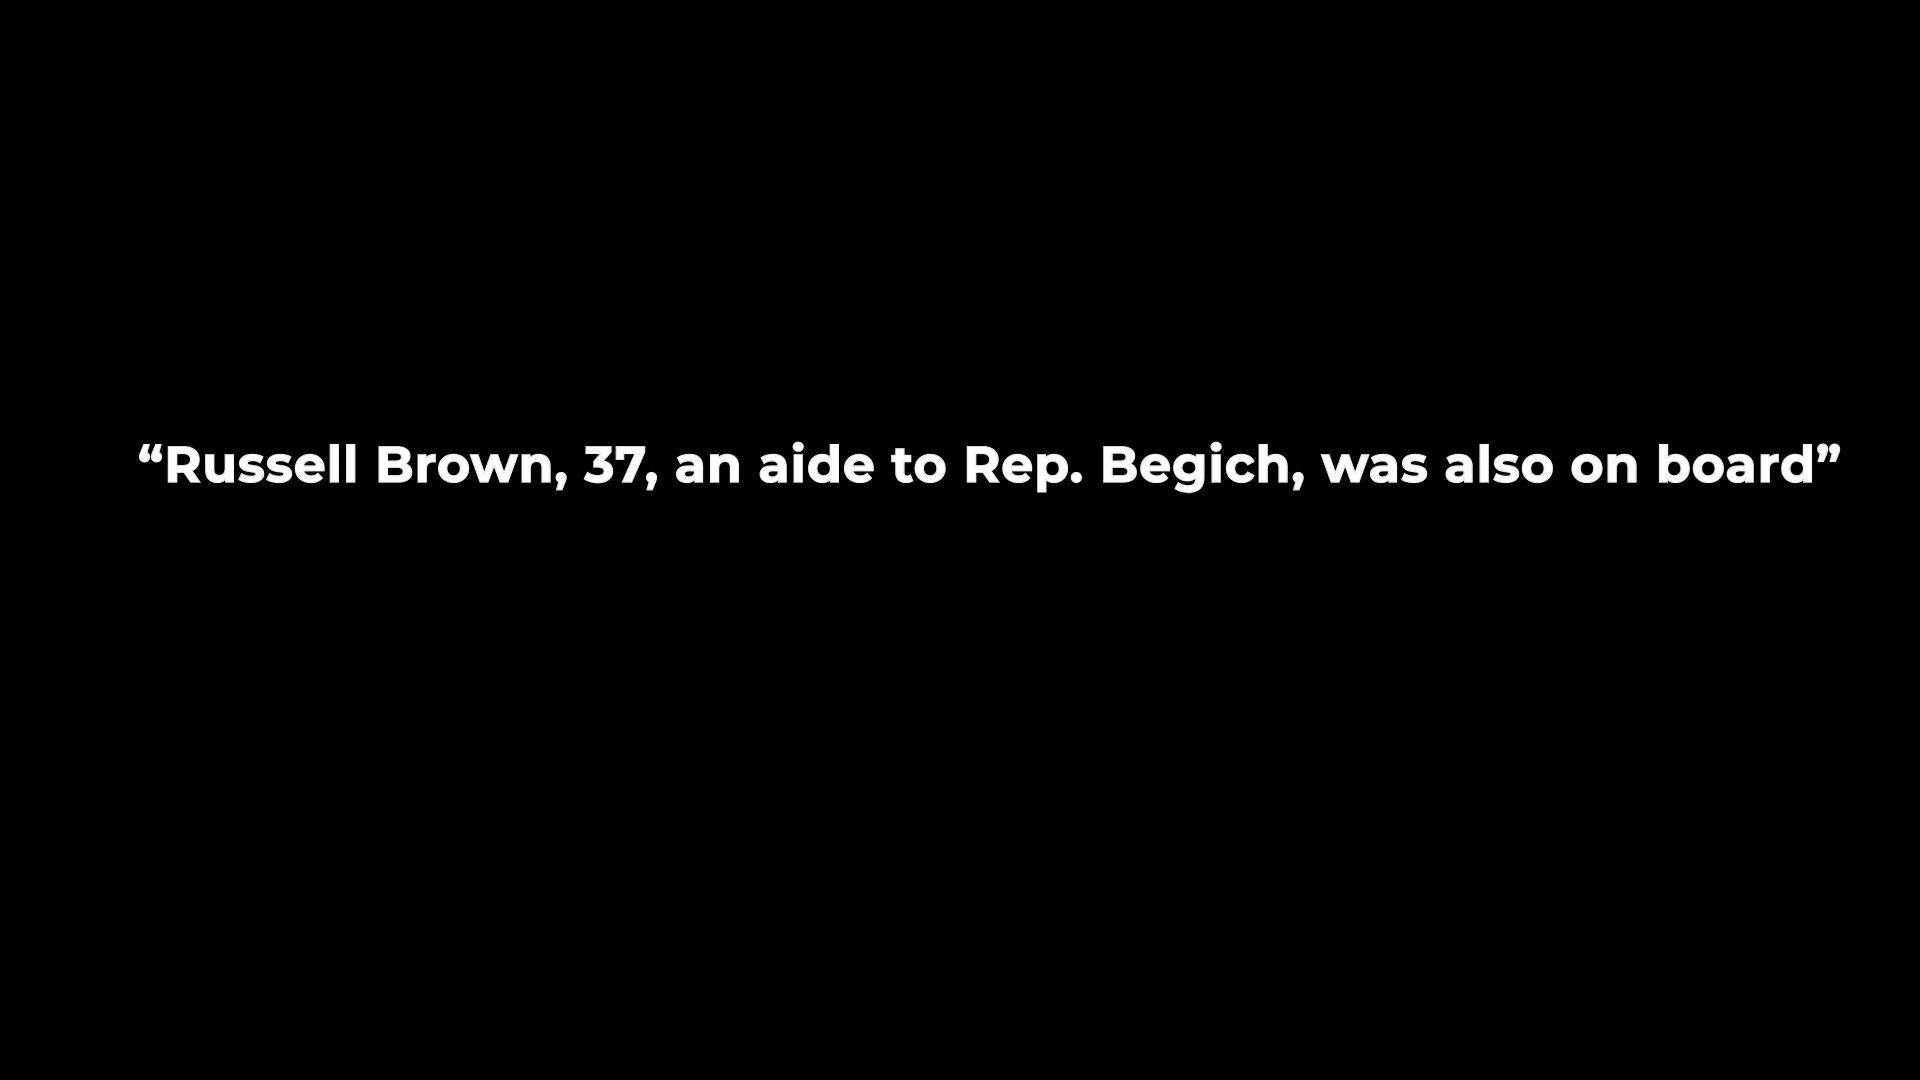 “Russell Brown, 37, an aide to Rep. Begich, was also on board”